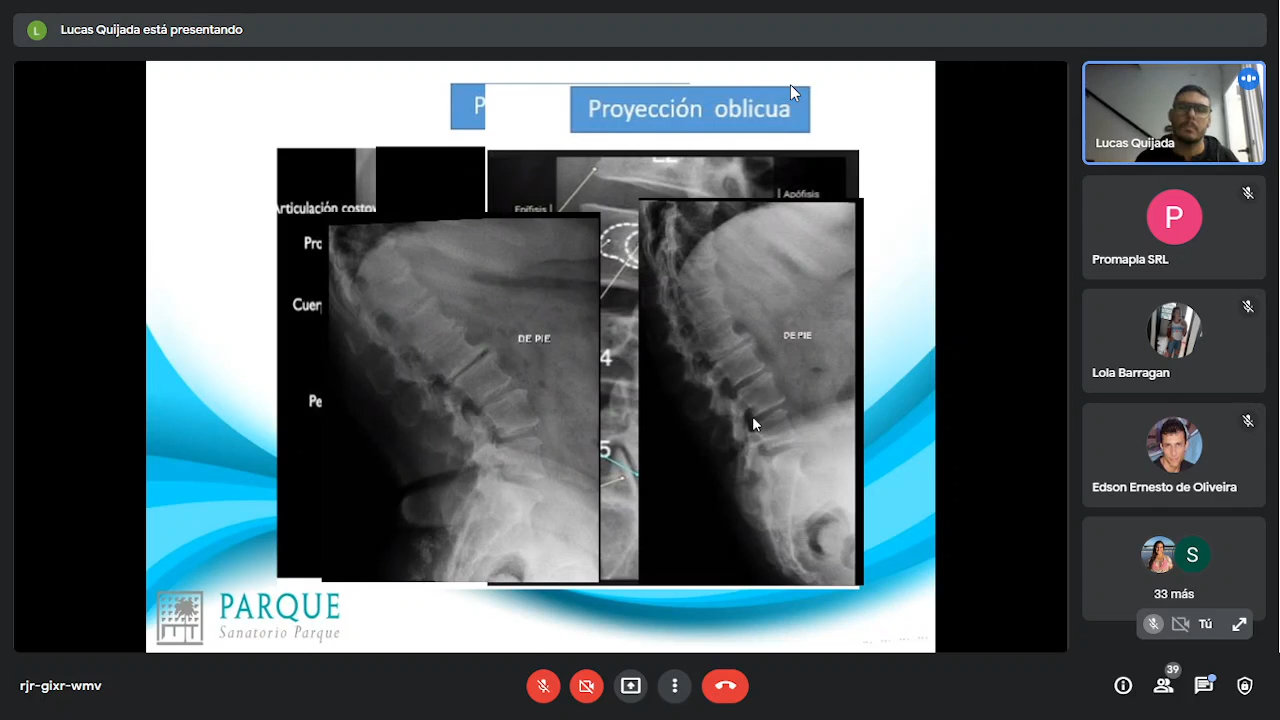 L
Lucas Quijada está presentando
P
Proyección oblicua
Articulación costov
Pro
Cuer
Pe
Epífisis
Apófisis
DE PIE
DE PIE
4
5
PARQUE
Sanatorio Parque
Lucas Quijada
P
Promapla SRL
Lola Barragan
Edson Ernesto de Oliveira
S
33 más
Tú
rjr-gixr-wmv
39